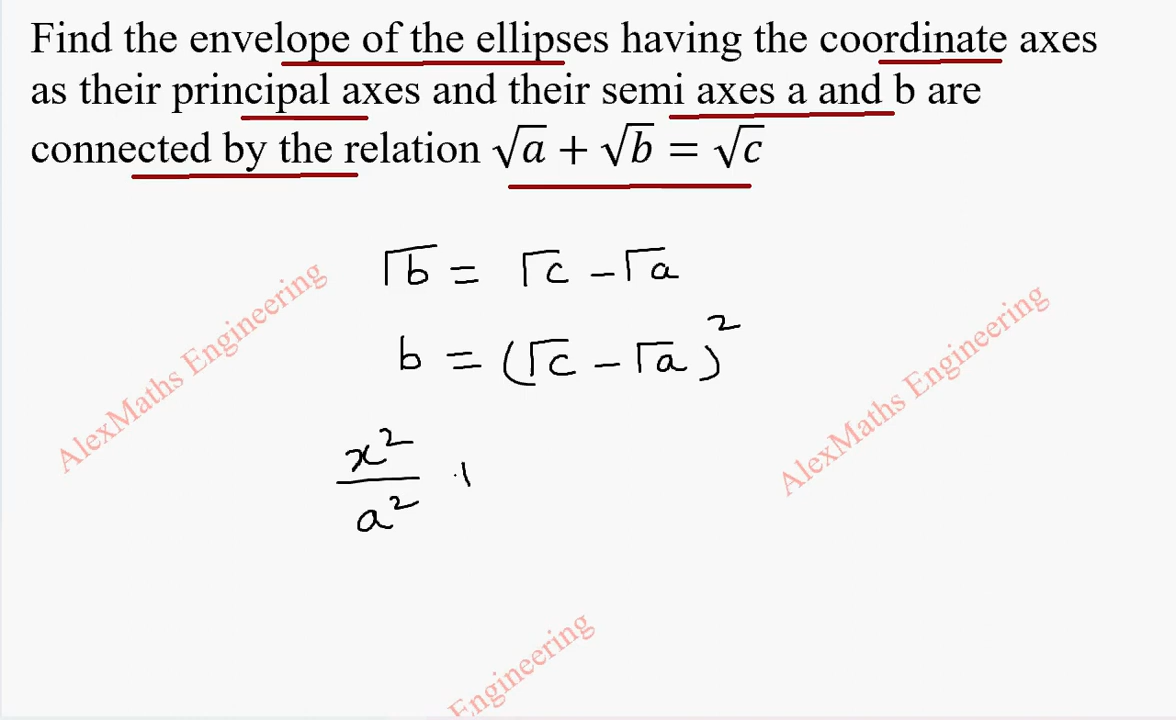 Find the envelope of the ellipses having the coordinate axes
as their principal axes and their semi axes a and b are
connected by the relation √a + √b = √c
√b = √c − √a
b = (√c − √a)²
x²/a² +
AlexMaths Engineering
AlexMaths Engineering
Engineering